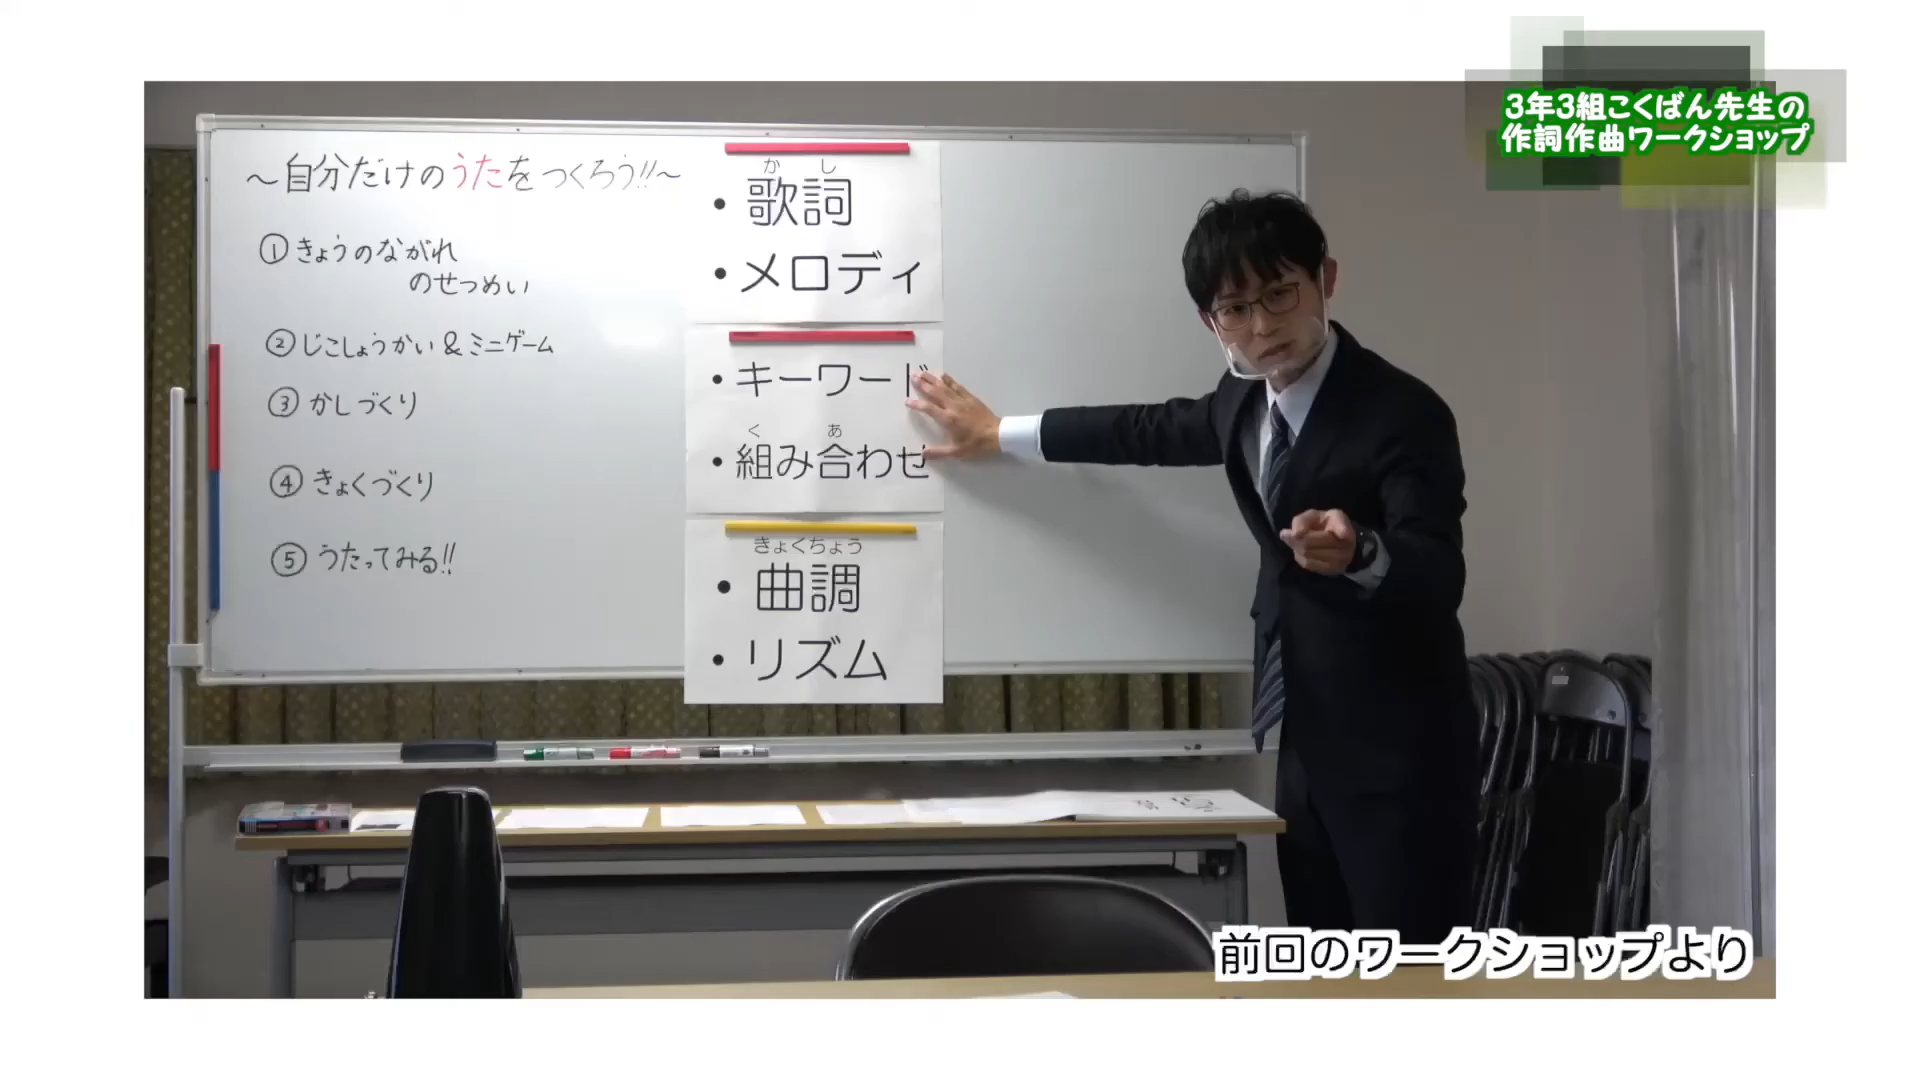 3年3組こくばん先生の
作詞作曲ワークショップ
～自分だけのうたをつくろう!!～
①きょうのながれ
のせつめい
②じこしょうかい&ミニゲーム
③かしづくり
④きょくづくり
⑤うたってみる!!
かし
・歌詞
・メロディ
・キーワード
くあ
・組み合わせ
きょくちょう
・曲調
・リズム
前回のワークショップより